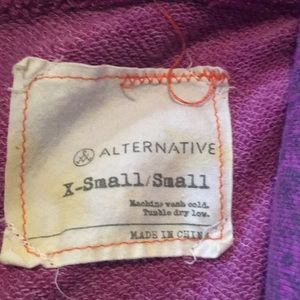 ALTERNATIVE
X-Small/Small
Machine wash cold.
Tumble dry low.
MADE IN CHINA